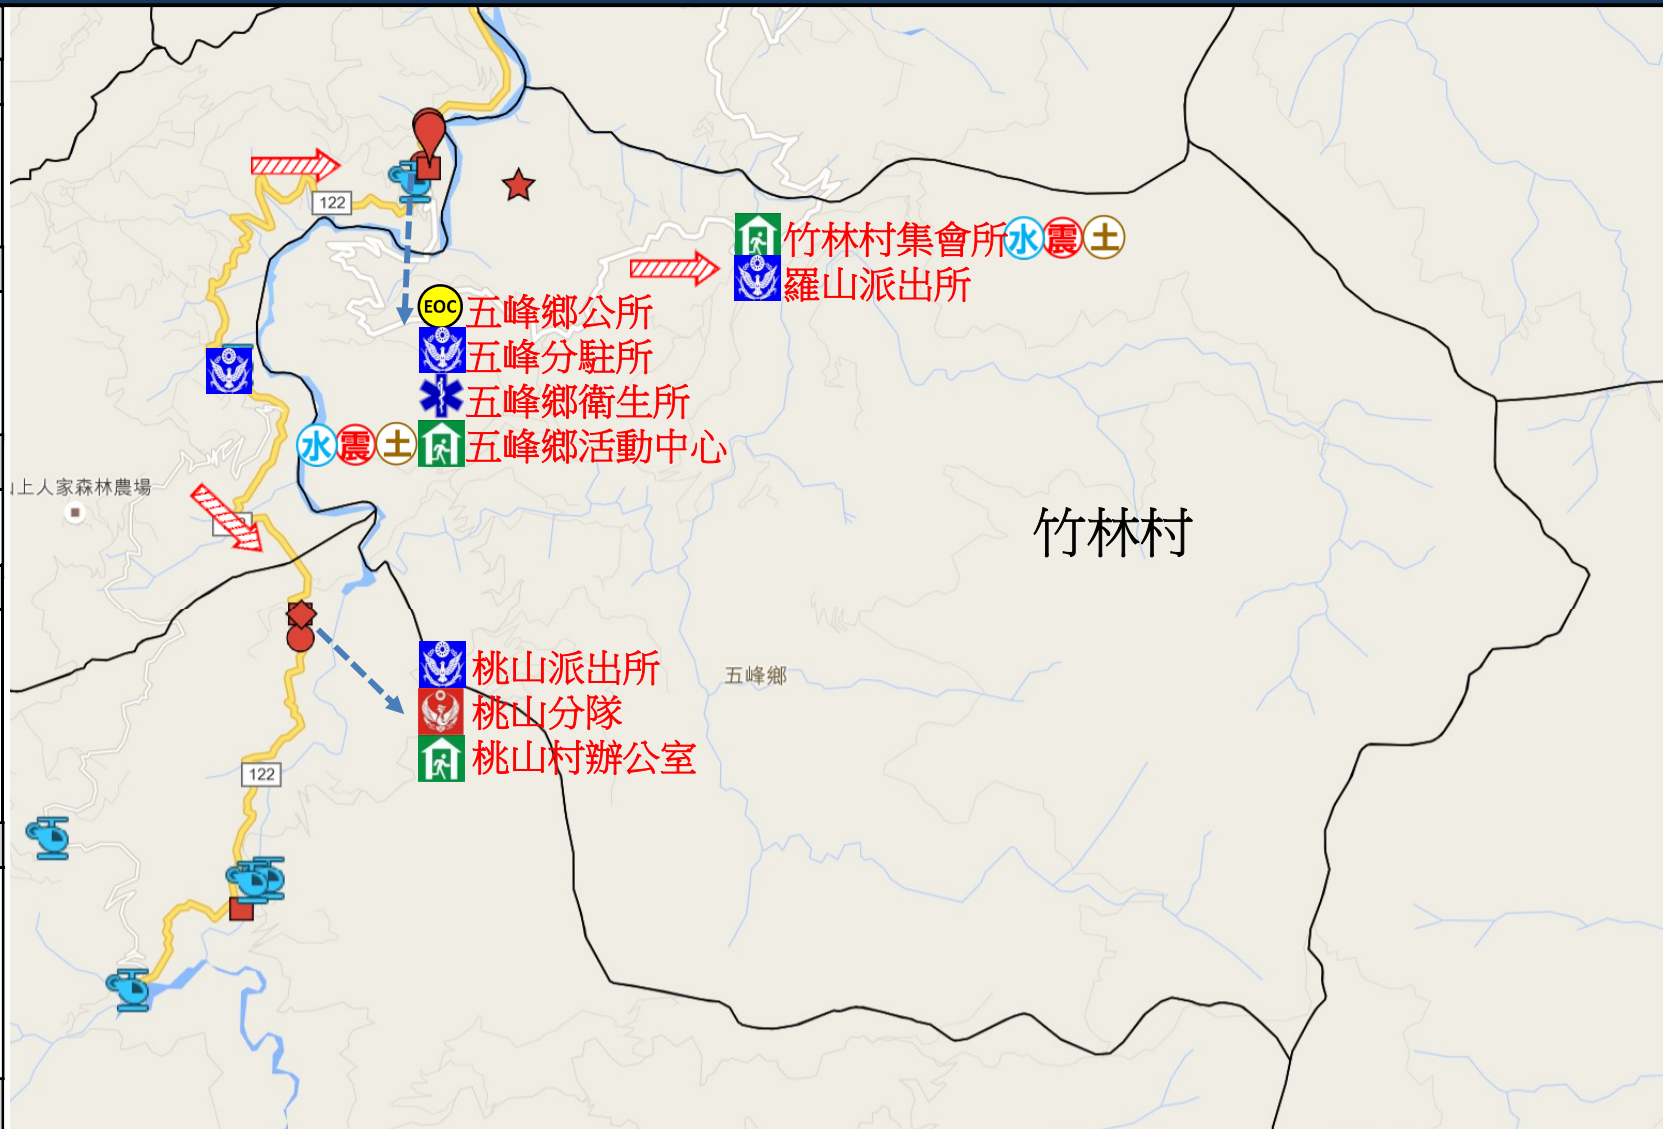 122
竹林村集會所水震土
羅山派出所
EOC五峰鄉公所
五峰分駐所
五峰鄉衛生所
水震土五峰鄉活動中心
上人家森林農場
竹林村
桃山派出所
五峰鄉
桃山分隊
桃山村辦公室
122